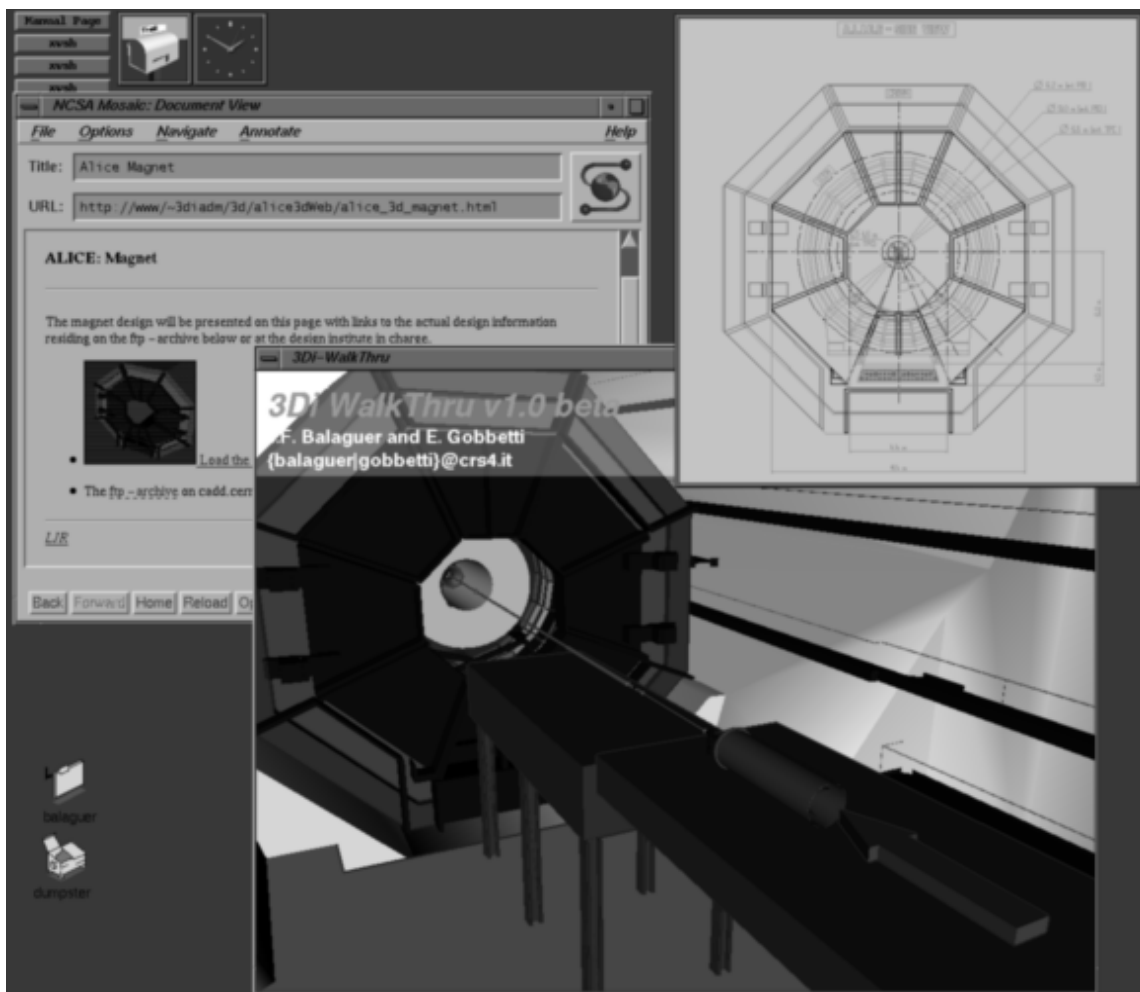 Manual Page
xwsh
xwsh
xwsh
NCSA Mosaic: Document View
File Options Navigate Annotate Help
Title: Alice Magnet
URL: http://www/~3diadm/3d/alice3dWeb/alice_3d_magnet.html
ALICE: Magnet
The magnet design will be presented on this page with links to the actual design information
residing on the ftp-archive below or at the design institute in charge.
Load the
The ftp-archive on cadd.cern
LJR
Back Forward Home Reload Op
3Di-WalkThru
3Di WalkThru v1.0 beta
J.F. Balaguer and E. Gobbetti
{balaguer|gobbetti}@crs4.it
balaguer
dumpster